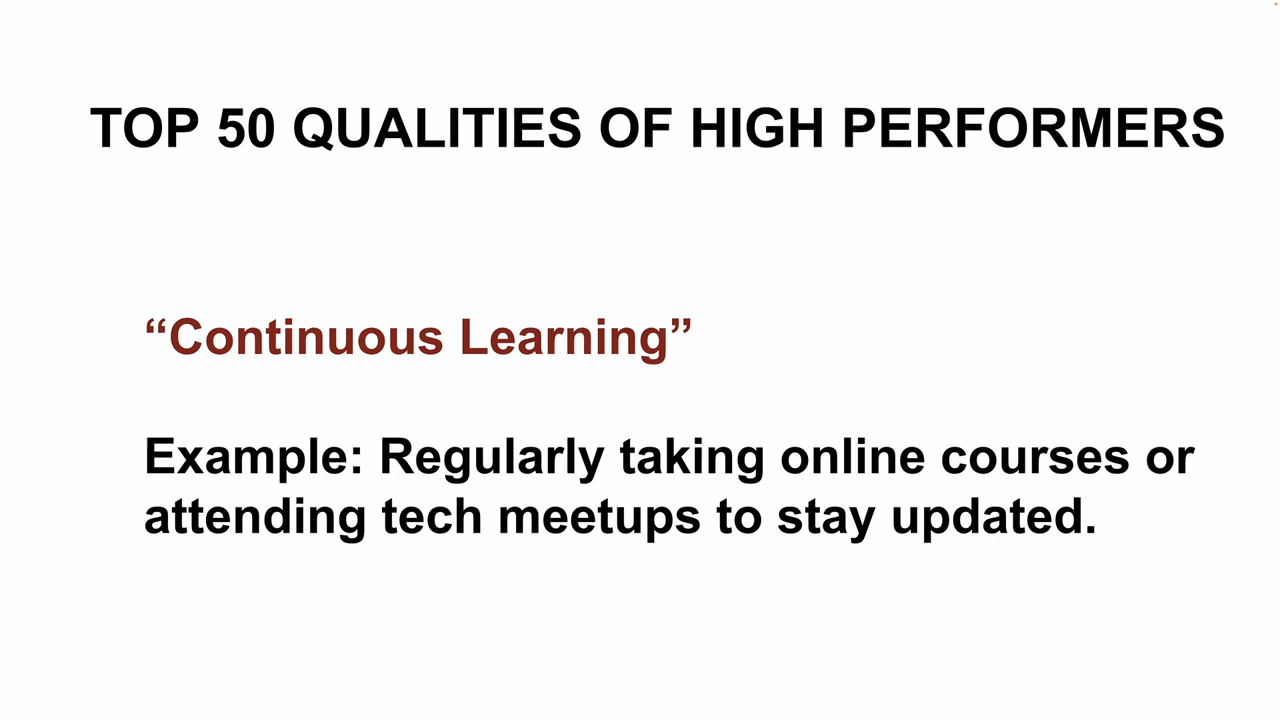 TOP 50 QUALITIES OF HIGH PERFORMERS
“Continuous Learning”
Example: Regularly taking online courses or
attending tech meetups to stay updated.